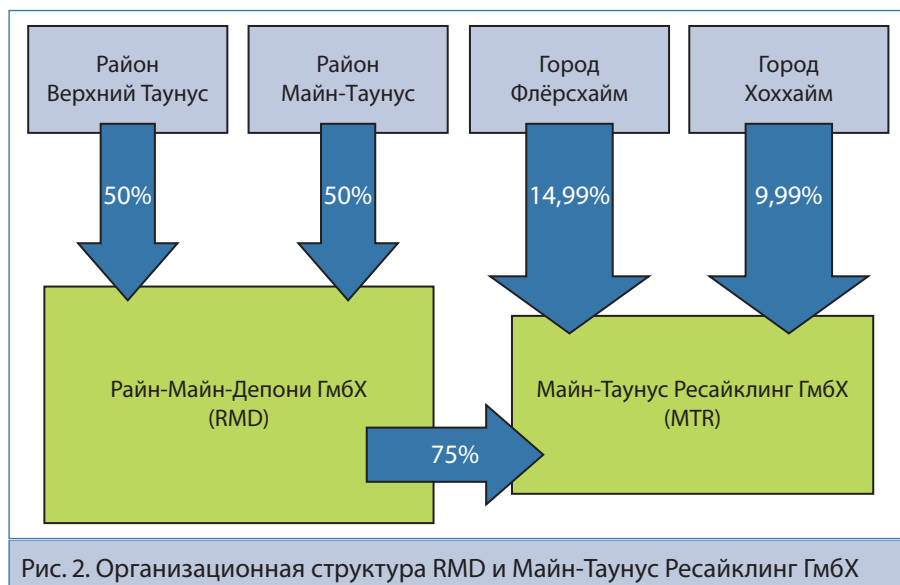 Район
Верхний Таунус
Район
Майн-Таунус
Город
Флёрсхайм
Город
Хоххайм
50%
50%
14,99%
9,99%
Райн-Майн-Депони ГмбХ
(RMD)
Майн-Таунус Ресайклинг ГмбХ
(MTR)
75%
Рис. 2. Организационная структура RMD и Майн-Таунус Ресайклинг ГмбХ